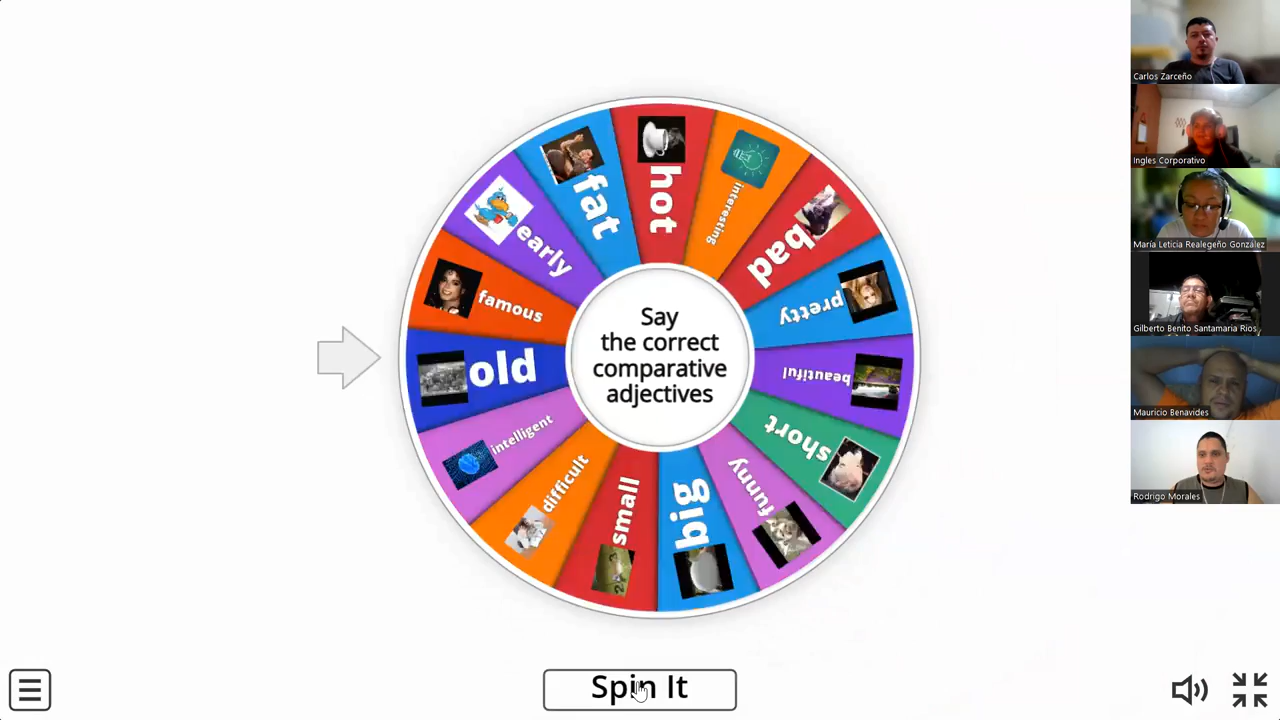 Say
the correct
comparative
adjectives
hot
interesting
bad
pretty
beautiful
short
funny
big
small
difficult
intelligent
old
famous
early
fat
Spin It
Carlos Zarceño
Ingles Corporativo
María Leticia Realegeño González
Gilberto Benito Santamaria Rios
Mauricio Benavides
Rodrigo Morales